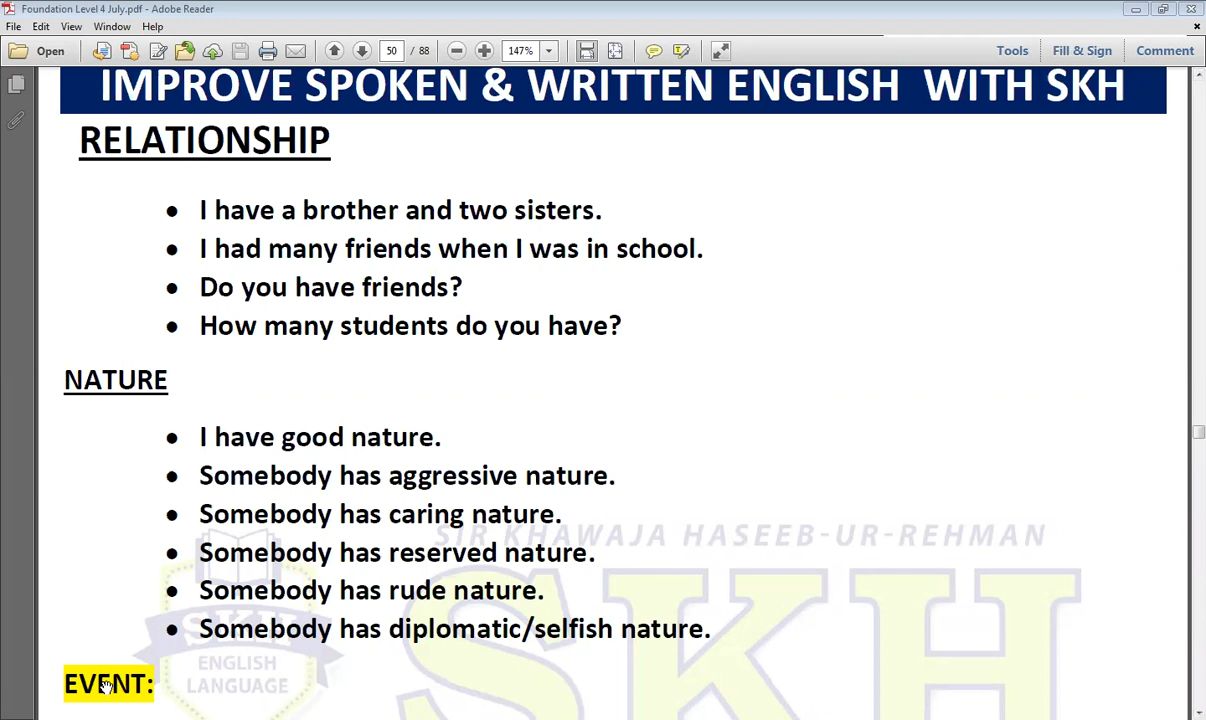 Foundation Level 4 July.pdf - Adobe Reader
File Edit View Window Help
Open 50 / 88 147% Tools Fill & Sign Comment
IMPROVE SPOKEN & WRITTEN ENGLISH WITH SKH
RELATIONSHIP
• I have a brother and two sisters.
• I had many friends when I was in school.
• Do you have friends?
• How many students do you have?
NATURE
• I have good nature.
• Somebody has aggressive nature.
• Somebody has caring nature.
SIR KHAWAJA HASEEB-UR-REHMAN
• Somebody has reserved nature.
• Somebody has rude nature.
• Somebody has diplomatic/selfish nature.
SKH
SKH
ENGLISH
LANGUAGE
EVENT: